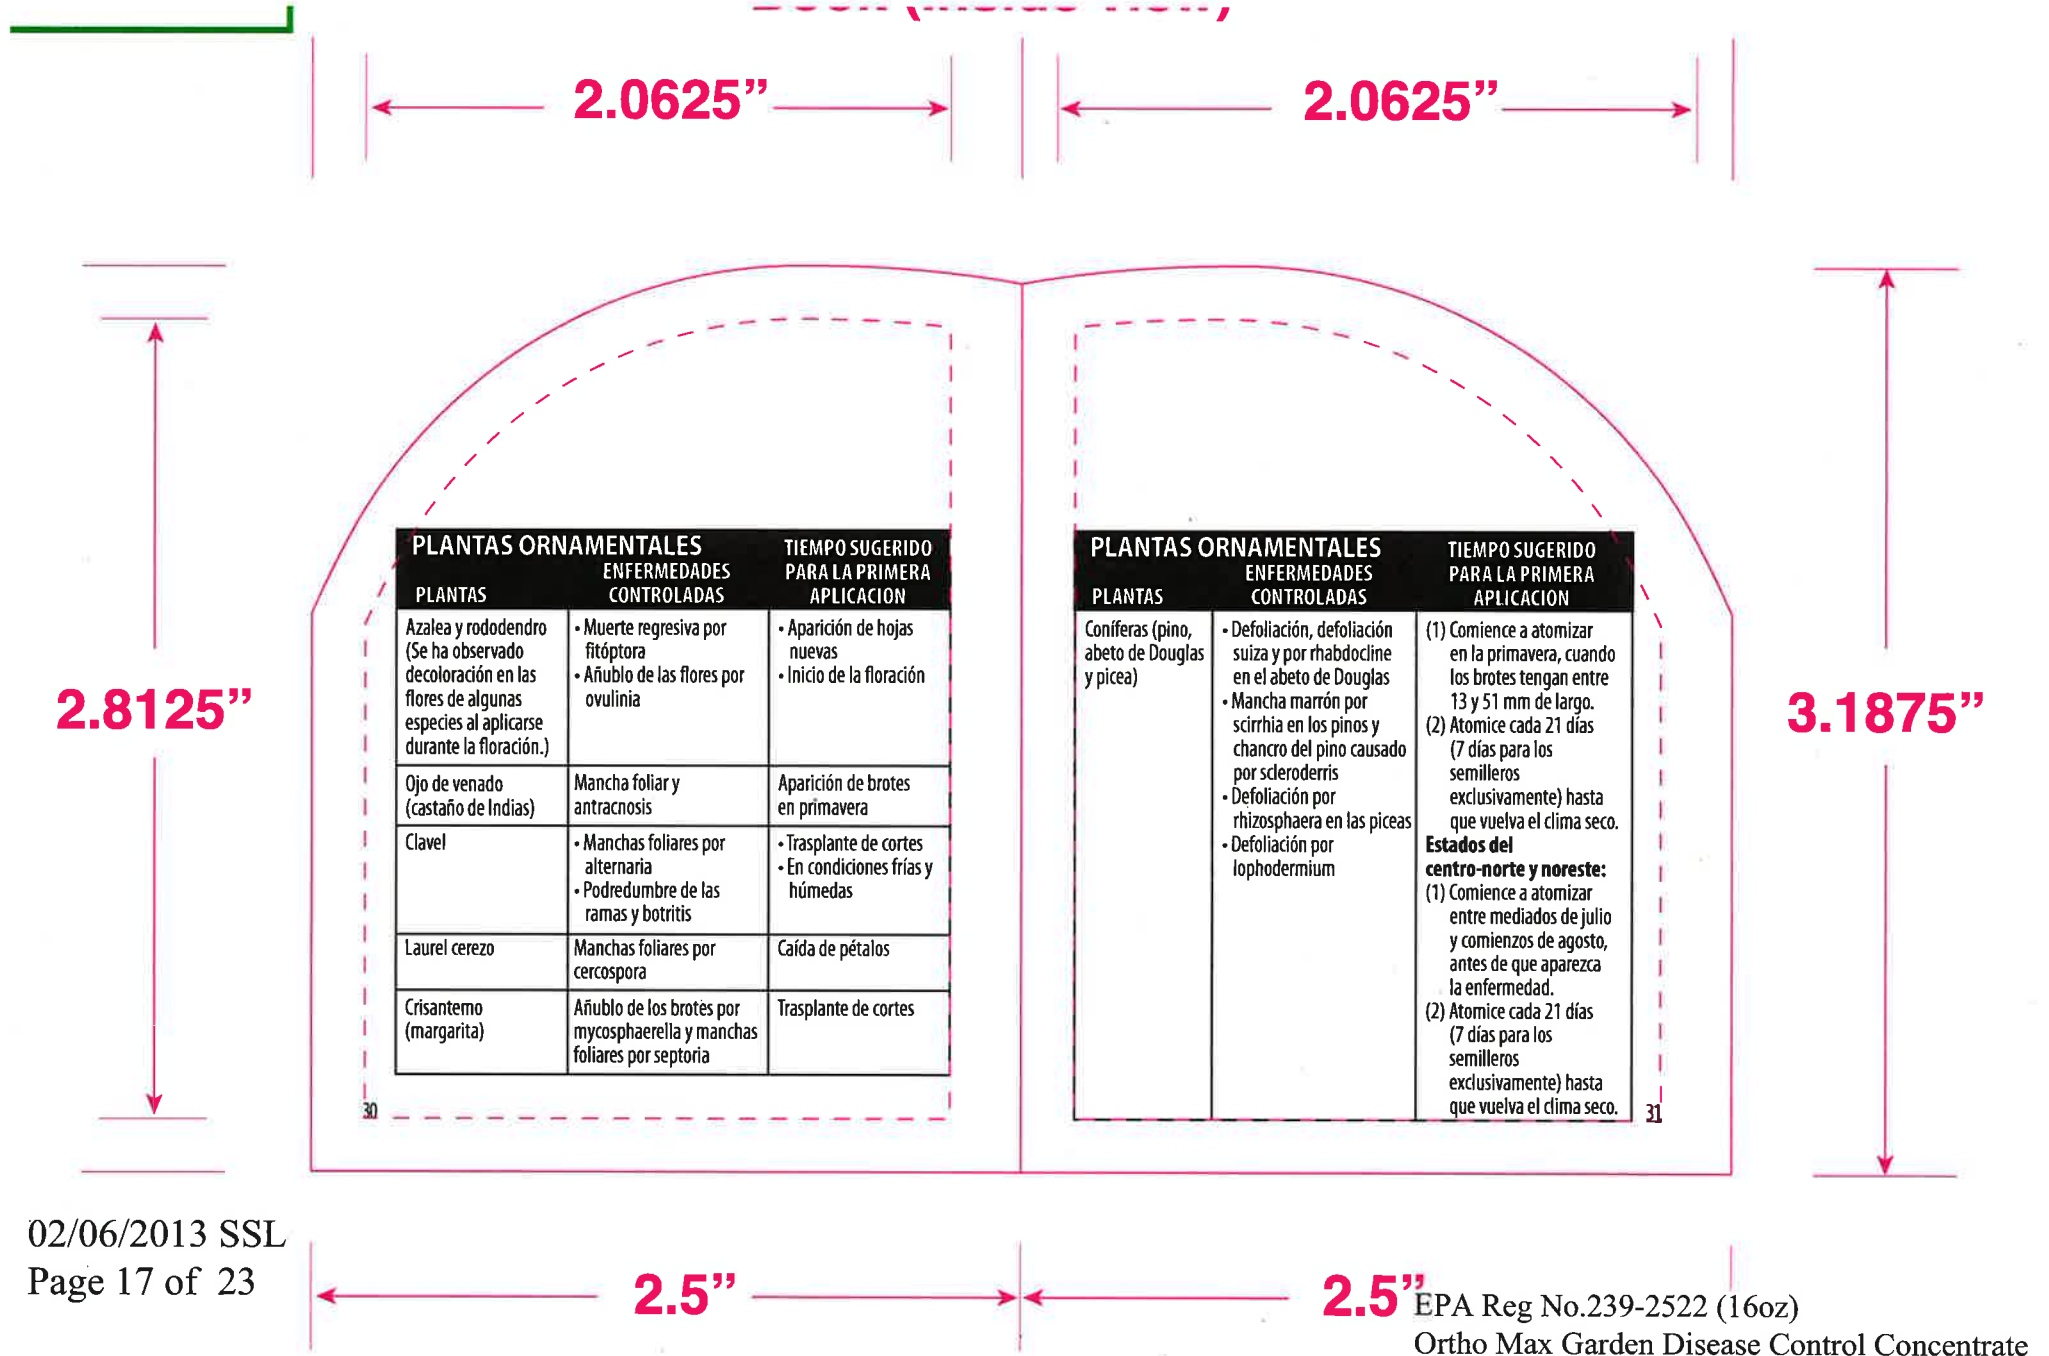 2.0625”
2.0625”
2.8125”
3.1875”
PLANTAS ORNAMENTALES
PLANTAS
ENFERMEDADES
CONTROLADAS
TIEMPO SUGERIDO
PARA LA PRIMERA
APLICACION
Azalea y rododendro
(Se ha observado
decoloración en las
flores de algunas
especies al aplicarse
durante la floración.)
• Muerte regresiva por
fitóptora
• Añublo de las flores por
ovulinia
• Aparición de hojas
nuevas
• Inicio de la floración
Ojo de venado
(castaño de Indias)
Mancha foliar y
antracnosis
Aparición de brotes
en primavera
Clavel
• Manchas foliares por
alternaria
• Podredumbre de las
ramas y botritis
• Trasplante de cortes
• En condiciones frías y
húmedas
Laurel cerezo
Manchas foliares por
cercospora
Caída de pétalos
Crisantemo
(margarita)
Añublo de los brotes por
mycosphaerella y manchas
foliares por septoria
Trasplante de cortes
30
PLANTAS ORNAMENTALES
PLANTAS
ENFERMEDADES
CONTROLADAS
TIEMPO SUGERIDO
PARA LA PRIMERA
APLICACION
Coníferas (pino,
abeto de Douglas
y picea)
• Defoliación, defoliación
suiza y por rhabdocline
en el abeto de Douglas
• Mancha marrón por
scirrhia en los pinos y
chancro del pino causado
por scleroderris
• Defoliación por
rhizosphaera en las piceas
• Defoliación por
lophodermium
(1) Comience a atomizar
en la primavera, cuando
los brotes tengan entre
13 y 51 mm de largo.
(2) Atomice cada 21 días
(7 días para los
semilleros
exclusivamente) hasta
que vuelva el clima seco.
Estados del
centro-norte y noreste:
(1) Comience a atomizar
entre mediados de julio
y comienzos de agosto,
antes de que aparezca
la enfermedad.
(2) Atomice cada 21 días
(7 días para los
semilleros
exclusivamente) hasta
que vuelva el clima seco.
31
02/06/2013 SSL
Page 17 of 23
2.5”
2.5”
EPA Reg No.239-2522 (16oz)
Ortho Max Garden Disease Control Concentrate